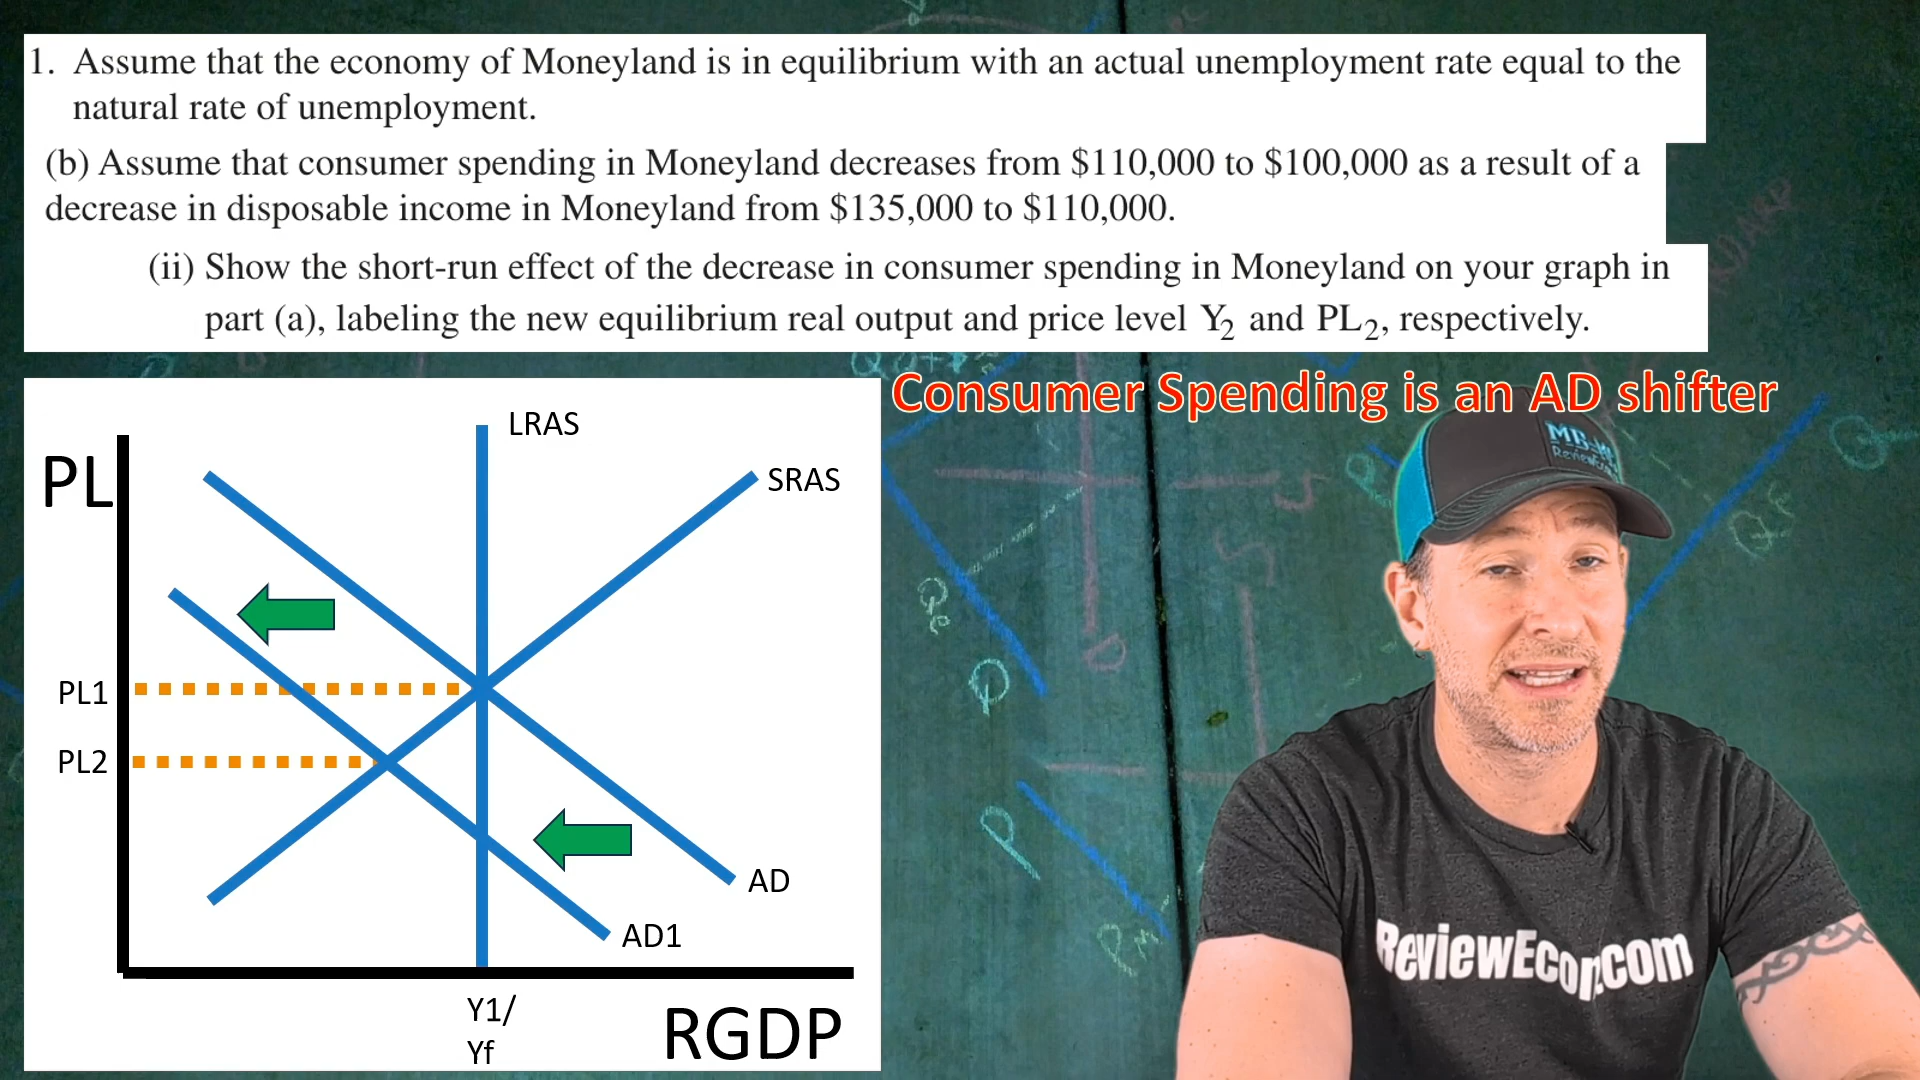 1. Assume that the economy of Moneyland is in equilibrium with an actual unemployment rate equal to the
natural rate of unemployment.
(b) Assume that consumer spending in Moneyland decreases from $110,000 to $100,000 as a result of a
decrease in disposable income in Moneyland from $135,000 to $110,000.
(ii) Show the short-run effect of the decrease in consumer spending in Moneyland on your graph in
part (a), labeling the new equilibrium real output and price level Y₂ and PL₂, respectively.
Consumer Spending is an AD shifter
LRAS
PL
SRAS
PL1
PL2
AD
AD1
Y1/
Yf
RGDP
ReviewEcon.com
Qe
Q
P